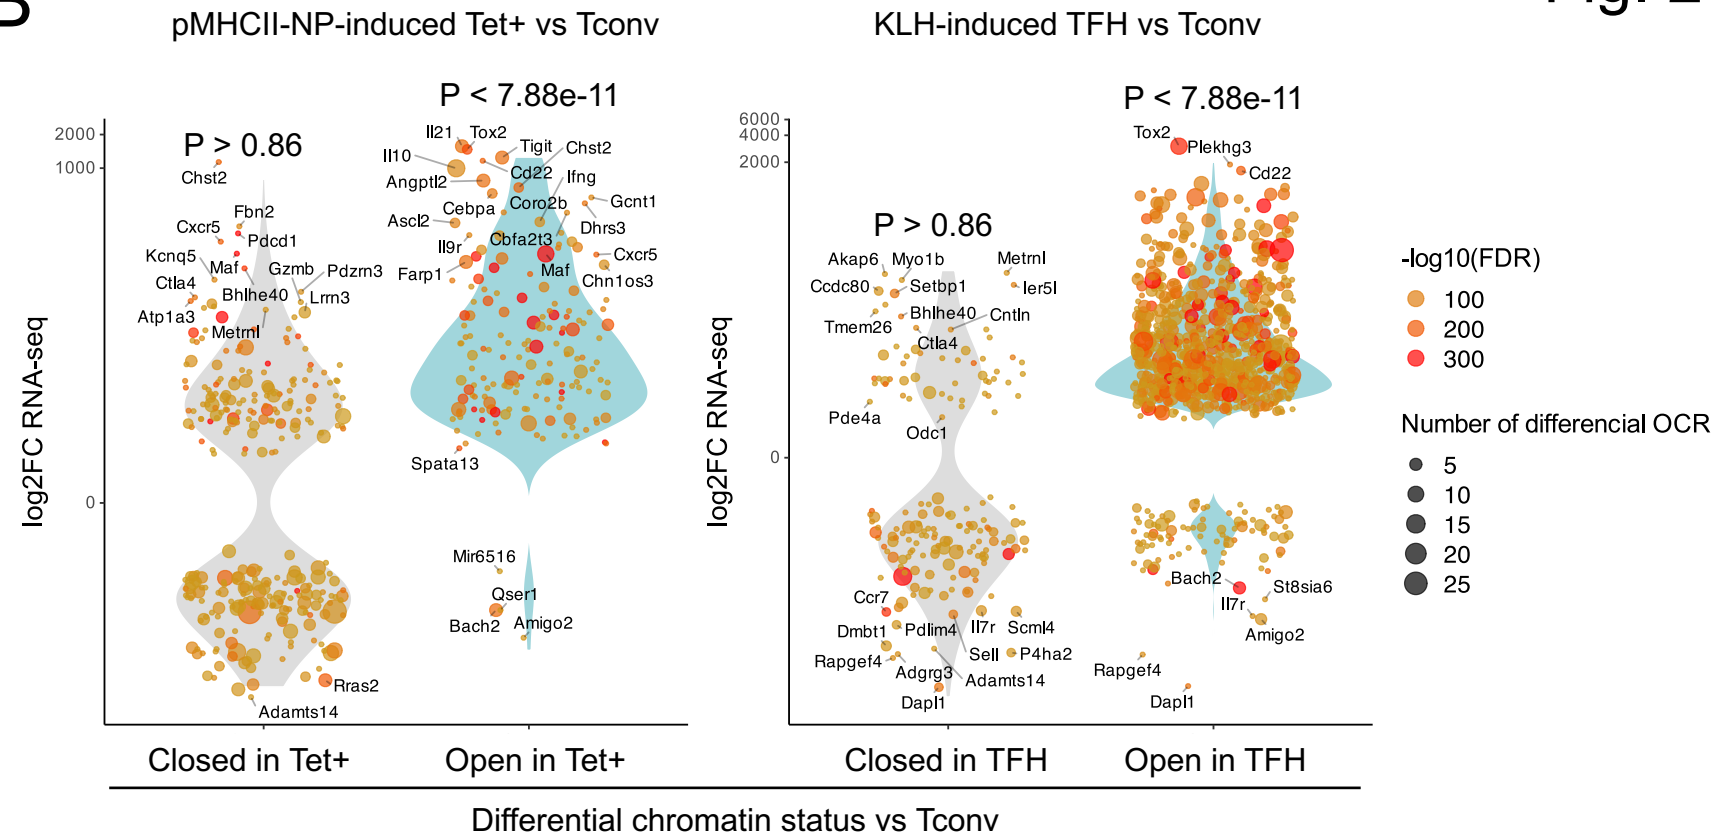 B
Fig. 2
pMHCII-NP-induced Tet+ vs Tconv
KLH-induced TFH vs Tconv
P > 0.86
P < 7.88e-11
P > 0.86
P < 7.88e-11
log2FC RNA-seq
2000
1000
0
Chst2
Fbn2
Cxcr5
Pdcd1
Kcnq5
Maf
Gzmb
Pdzrn3
Ctla4
Bhlhe40
Lrrn3
Atp1a3
Metrnl
Rras2
Adamts14
Il21
Tox2
Tigit
Chst2
Il10
Cd22
Ifng
Angptl2
Cebpa
Coro2b
Gcnt1
Ascl2
Dhrs3
Il9r
Cbfa2t3
Cxcr5
Farp1
Maf
Chn1os3
Spata13
Mir6516
Qser1
Bach2
Amigo2
log2FC RNA-seq
6000
4000
2000
0
Akap6
Myo1b
Metrnl
Ccdc80
Setbp1
Ier5l
Bhlhe40
Cntln
Tmem26
Ctla4
Pde4a
Odc1
Ccr7
Dmbt1
Pdlim4
Il7r
Scml4
Rapgef4
Sell
P4ha2
Adgrg3
Adamts14
Dapl1
Tox2
Plekhg3
Cd22
Bach2
St8sia6
Il7r
Amigo2
Rapgef4
Dapl1
-log10(FDR)
100
200
300
Number of differencial OCR
5
10
15
20
25
Closed in Tet+
Open in Tet+
Closed in TFH
Open in TFH
Differential chromatin status vs Tconv